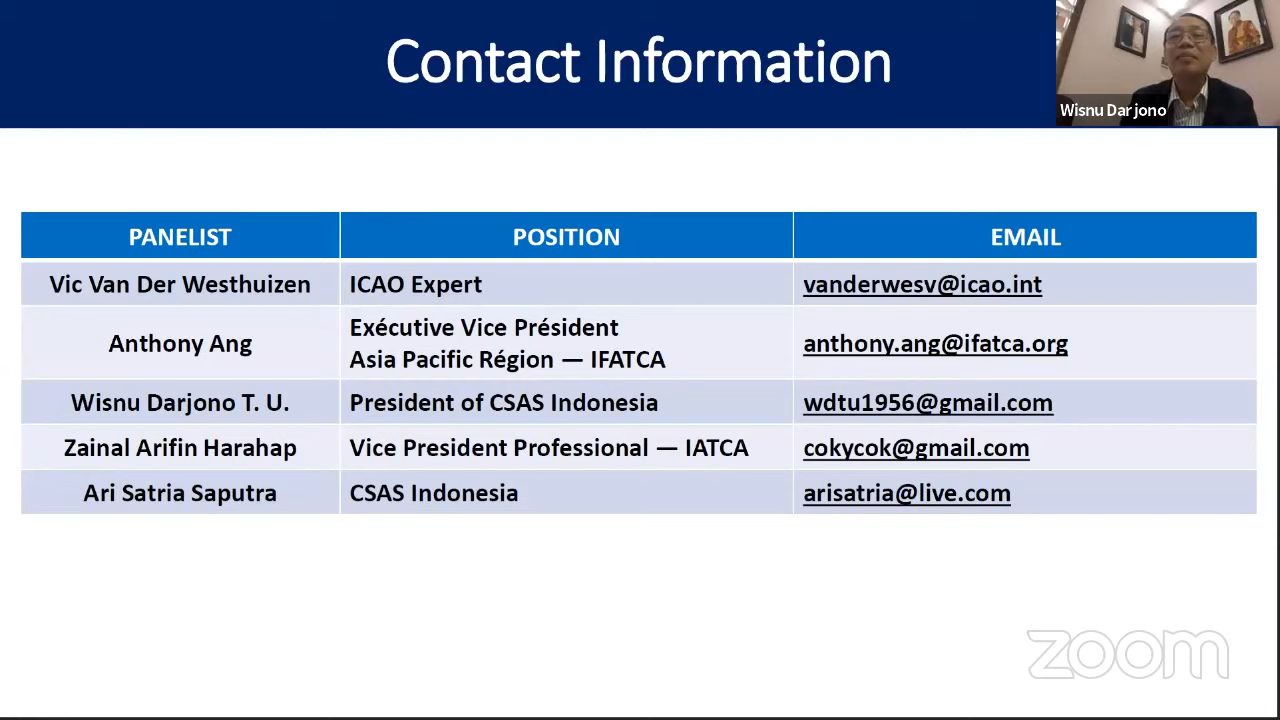 Contact Information
Wisnu Darjono
PANELIST POSITION EMAIL
Vic Van Der Westhuizen ICAO Expert vanderwesv@icao.int
Anthony Ang Exécutive Vice Président
Asia Pacific Région — IFATCA anthony.ang@ifatca.org
Wisnu Darjono T. U. President of CSAS Indonesia wdtu1956@gmail.com
Zainal Arifin Harahap Vice President Professional — IATCA cokycok@gmail.com
Ari Satria Saputra CSAS Indonesia arisatria@live.com
zoom